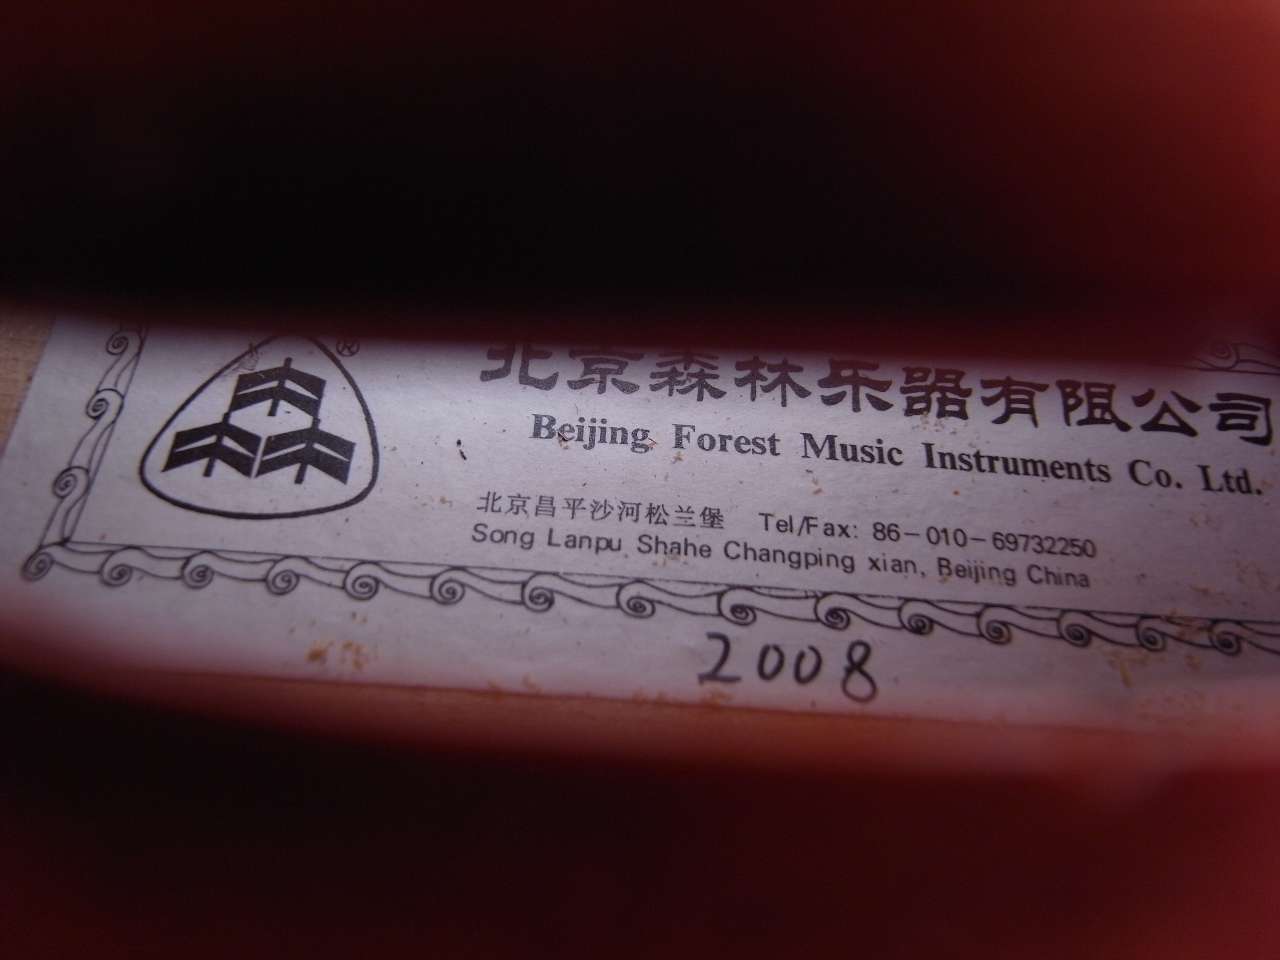 ®
北京森林乐器有限公司
Beijing Forest Music Instruments Co. Ltd.
北京昌平沙河松兰堡 Tel/Fax: 86-010-69732250
Song Lanpu Shahe Changping xian, Beijing China
2008